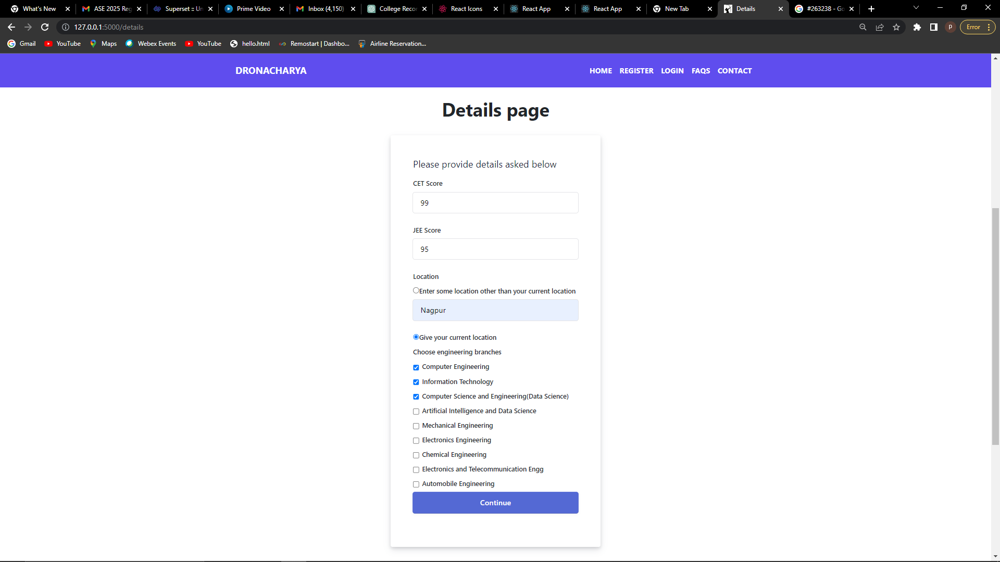 What's New
ASE 2025 Reg
Superset :: Un
Prime Video
Inbox (4,150)
College Recor
React Icons
React App
React App
New Tab
Details
#263238 - Go
127.0.0.1:5000/details
P
Error
Gmail
YouTube
Maps
Webex Events
YouTube
hello.html
Remostart | Dashbo...
Airline Reservation...
DRONACHARYA
HOME REGISTER LOGIN FAQS CONTACT
Details page
Please provide details asked below
CET Score
99
JEE Score
95
Location
Enter some location other than your current location
Nagpur
Give your current location
Choose engineering branches
Computer Engineering
Information Technology
Computer Science and Engineering(Data Science)
Artificial Intelligence and Data Science
Mechanical Engineering
Electronics Engineering
Chemical Engineering
Electronics and Telecommunication Engg
Automobile Engineering
Continue